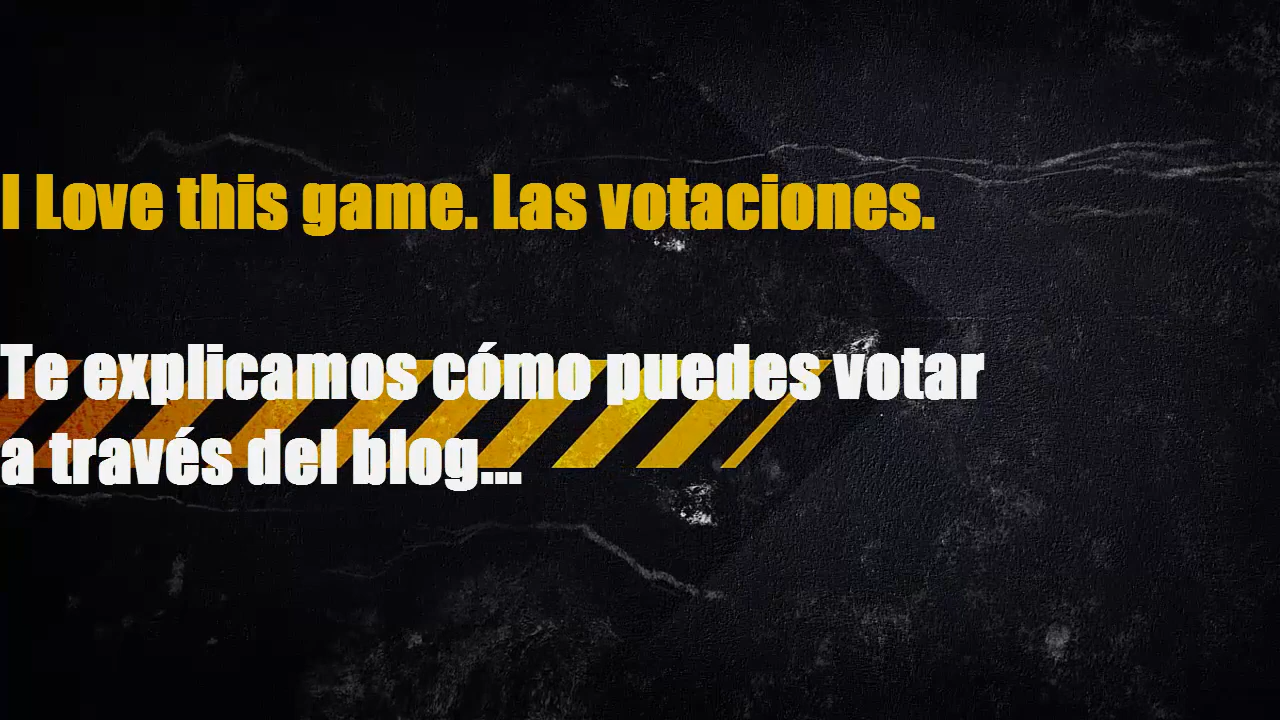 I Love this game. Las votaciones.
Te explicamos cómo puedes votar
a través del blog...